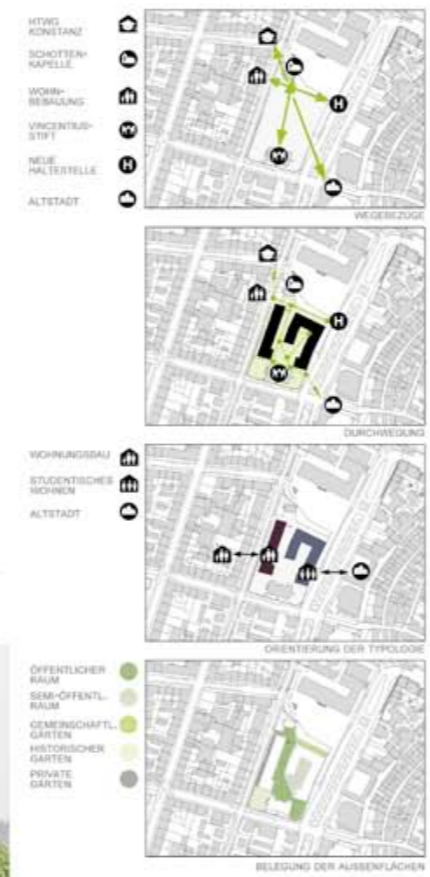 HTWG
KONSTANZ
SCHOTTEN-
KAPELLE
WOHN-
BEBAUUNG
VINCENTIUS-
STIFT
NEUE
HALTESTELLE
H
ALTSTADT
H
WEGEBEZÜGE
H
DURCHWEGUNG
WOHNUNGSBAU
STUDENTISCHES
WOHNEN
ALTSTADT
ORIENTIERUNG DER TYPOLOGIE
ÖFFENTLICHER
RAUM
SEMI-ÖFFENTL.
RAUM
GEMEINSCHAFTL.
GÄRTEN
HISTORISCHER
GARTEN
PRIVATE
GÄRTEN
BELEGUNG DER AUSSENFLÄCHEN